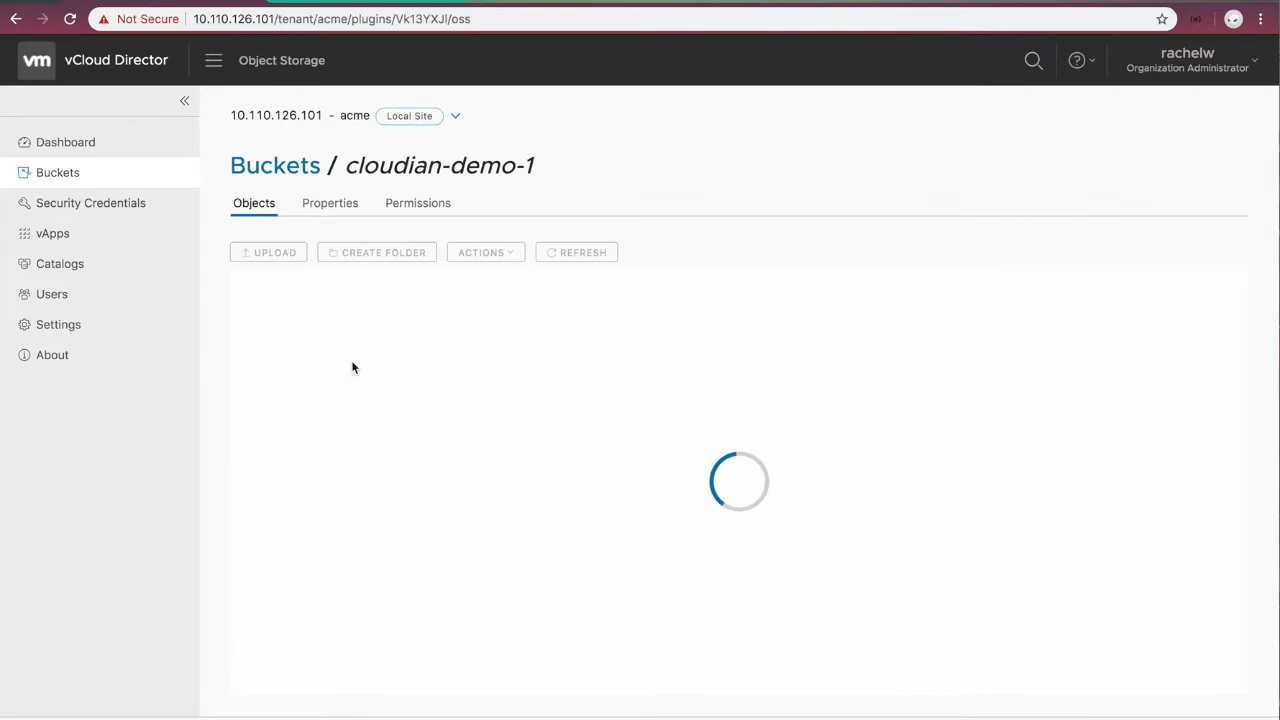 Not Secure
10.110.126.101/tenant/acme/plugins/Vk13YXJl/oss
vm
vCloud Director
Object Storage
rachelw
Organization Administrator
10.110.126.101 - acme
Local Site
Dashboard
Buckets
Security Credentials
vApps
Catalogs
Users
Settings
About
Buckets / cloudian-demo-1
Objects
Properties
Permissions
UPLOAD
CREATE FOLDER
ACTIONS
REFRESH